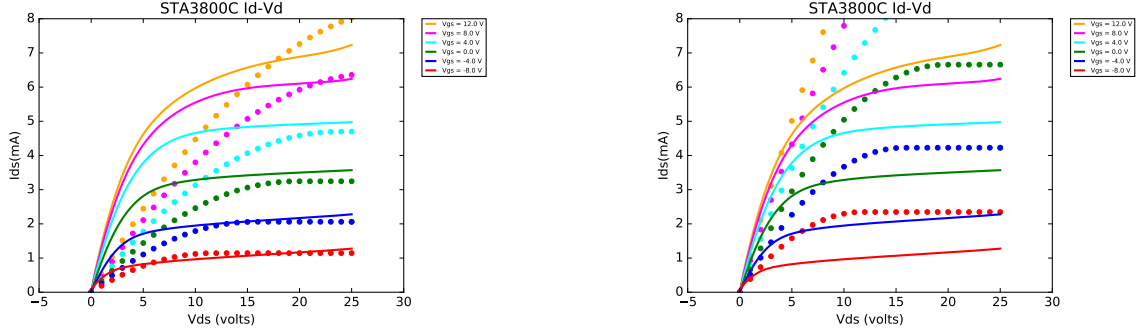 STA3800C Id-Vd
8
7
6
5
4
3
2
1
0
Ids(mA)
−5 0 5 10 15 20 25 30
Vds (volts)
Vgs = 12.0 V
Vgs = 8.0 V
Vgs = 4.0 V
Vgs = 0.0 V
Vgs = -4.0 V
Vgs = -8.0 V
STA3800C Id-Vd
8
7
6
5
4
3
2
1
0
Ids(mA)
−5 0 5 10 15 20 25 30
Vds (volts)
Vgs = 12.0 V
Vgs = 8.0 V
Vgs = 4.0 V
Vgs = 0.0 V
Vgs = -4.0 V
Vgs = -8.0 V